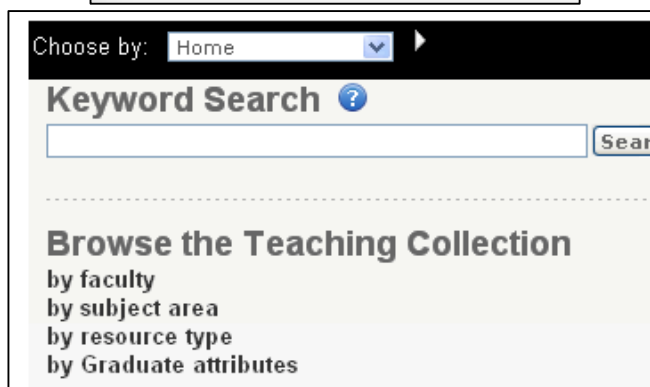 Choose by: Home
Keyword Search ?
Browse the Teaching Collection
by faculty
by subject area
by resource type
by Graduate attributes